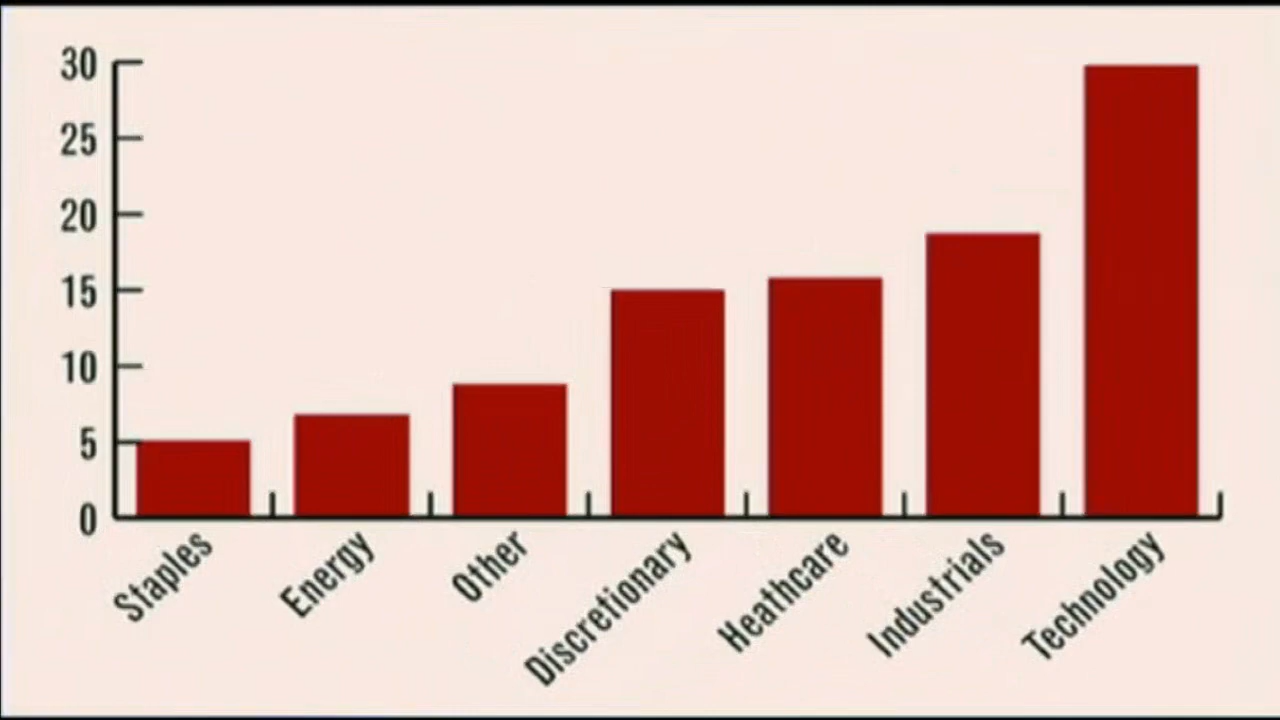 30
25
20
15
10
5
0
Staples
Energy
Other
Discretionary
Heathcare
Industrials
Technology